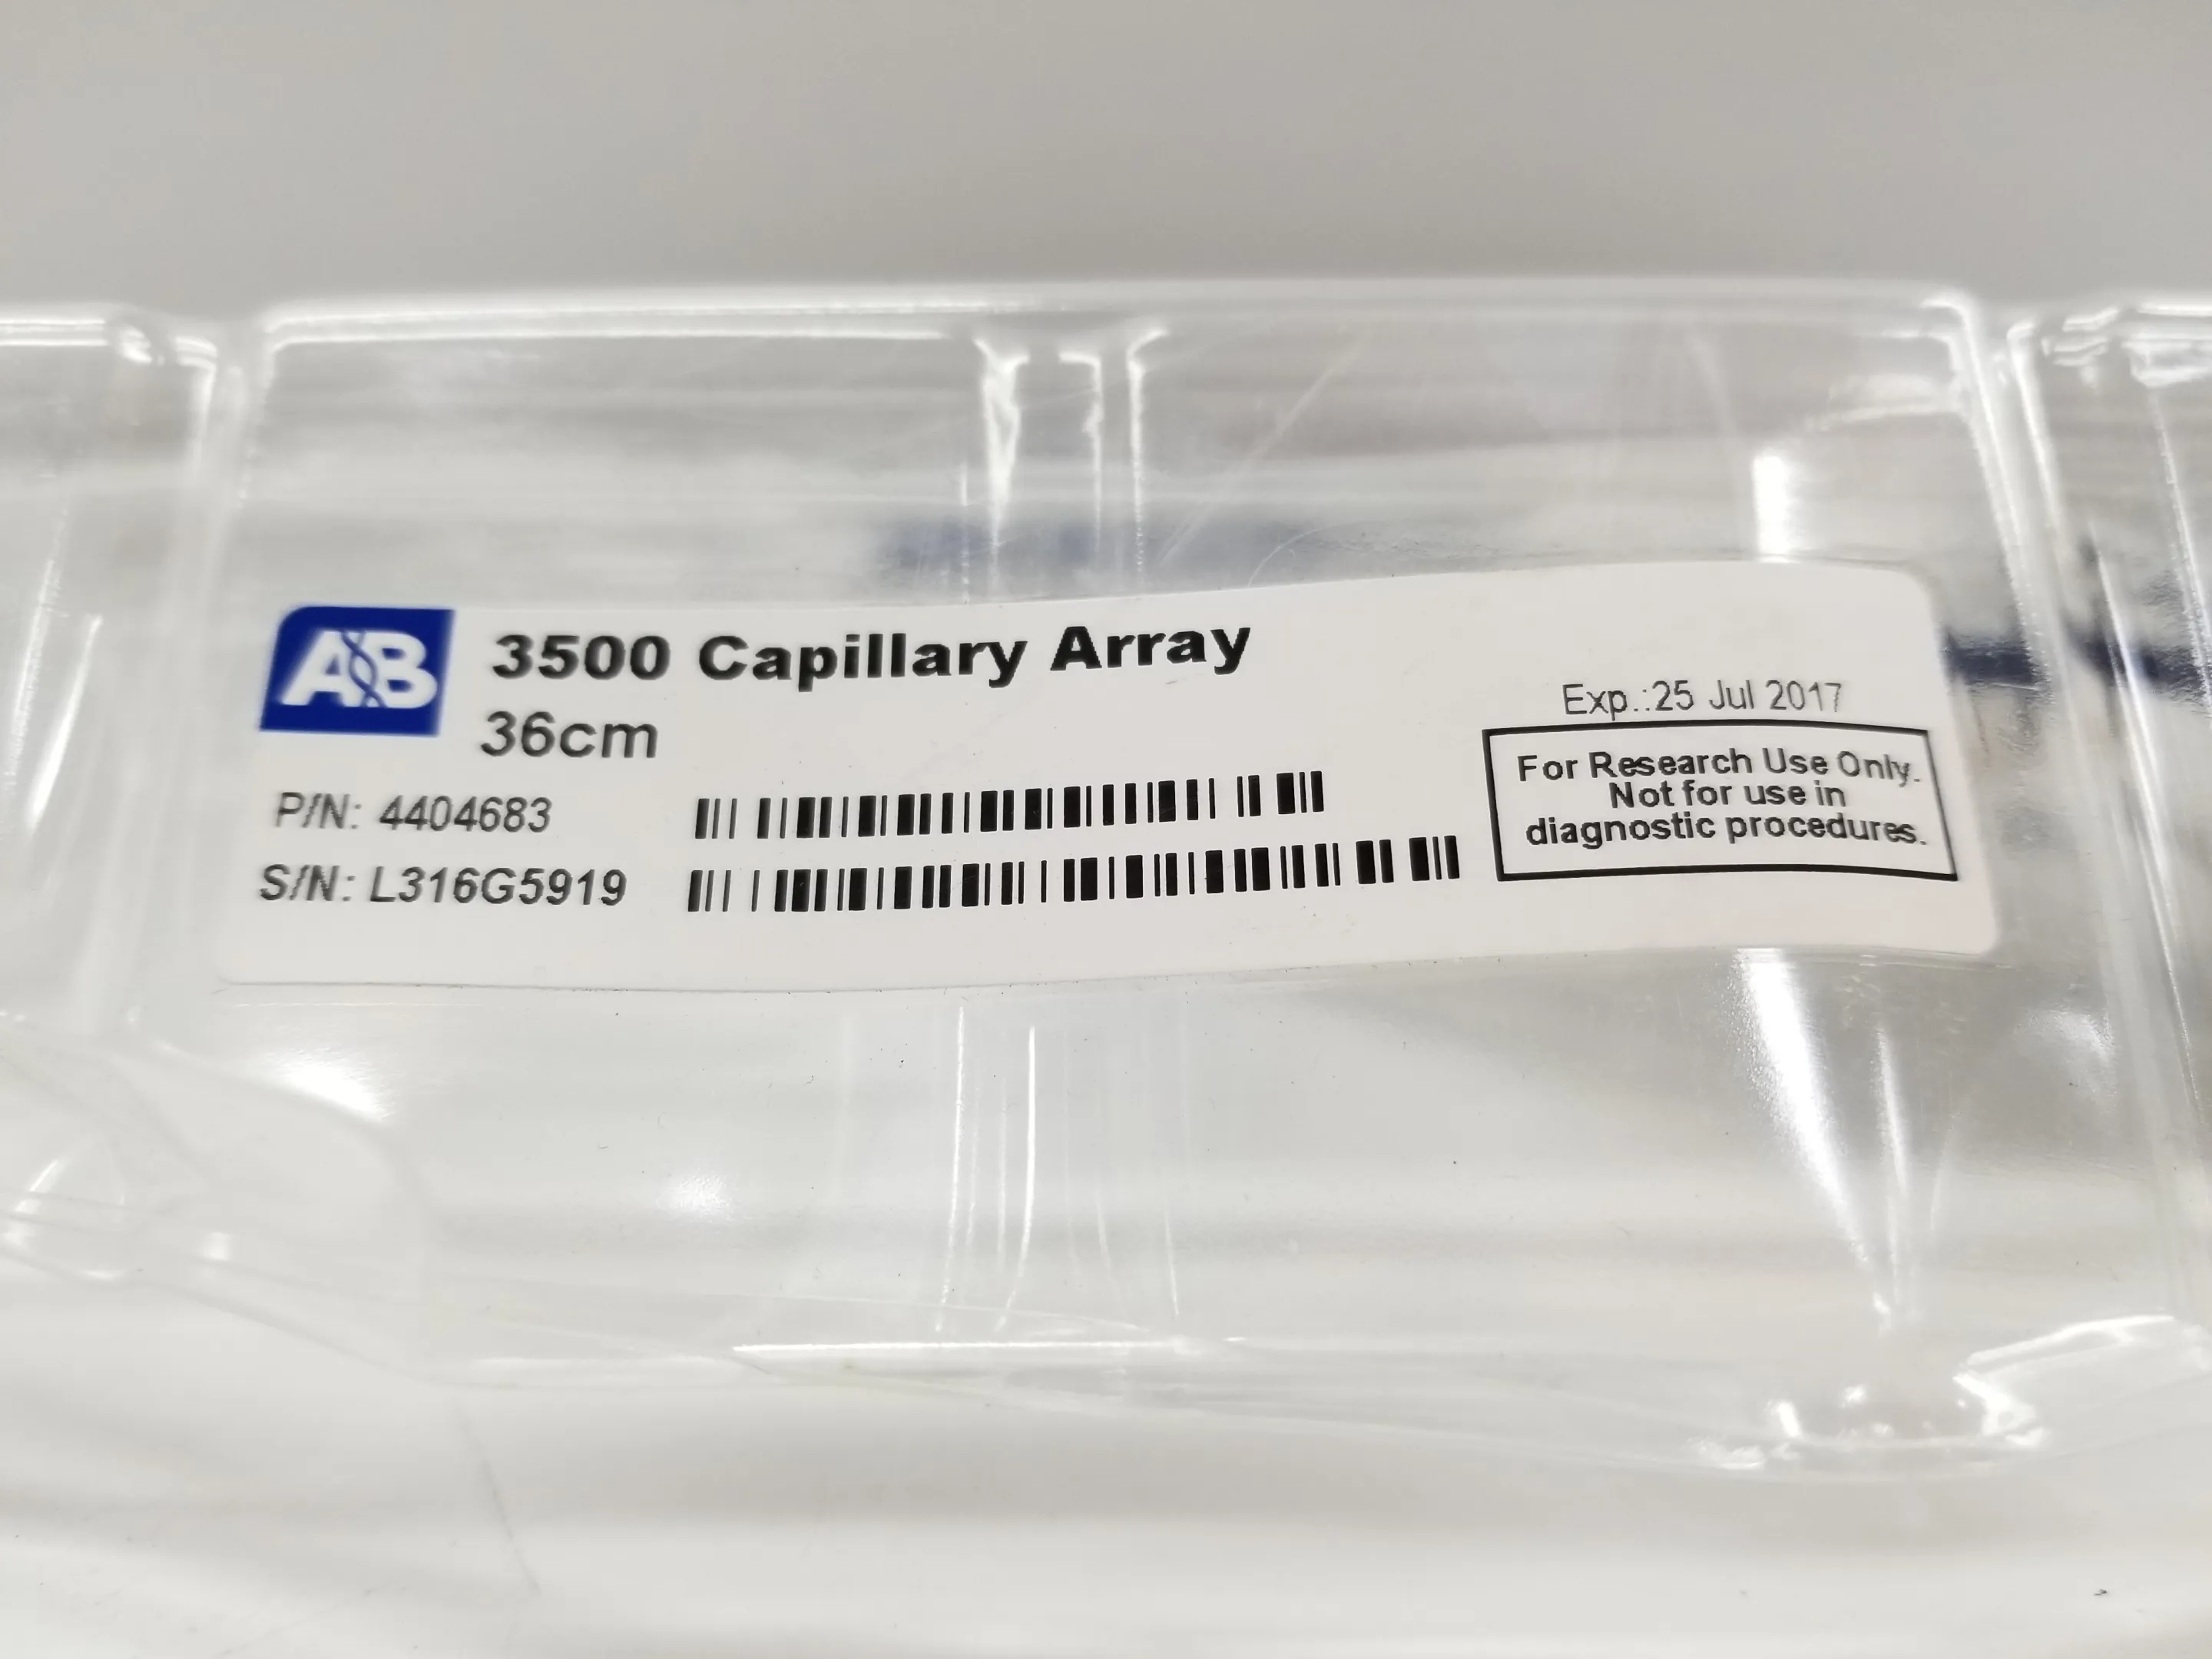 AB
3500 Capillary Array
36cm
P/N: 4404683
S/N: L316G5919
Exp.:25 Jul 2017
For Research Use Only.
Not for use in
diagnostic procedures.